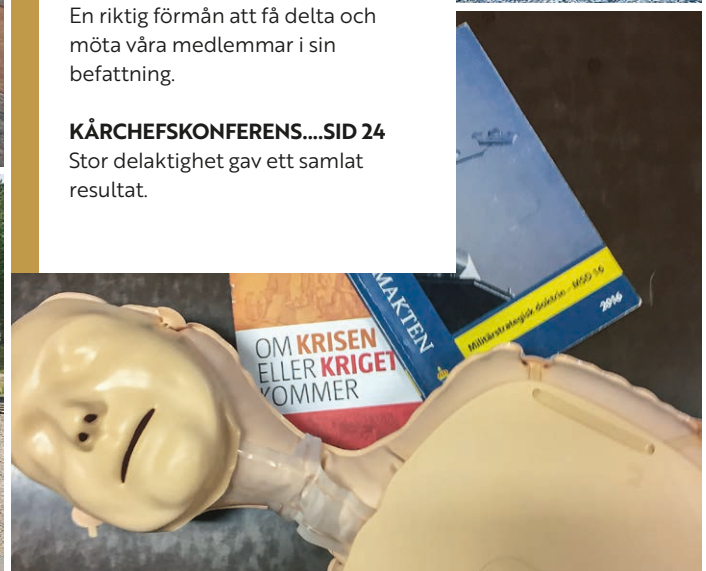 En riktig förmån att få delta och
möta våra medlemmar i sin
befattning.
KÅRCHEFSKONFERENS....SID 24
Stor delaktighet gav ett samlat
resultat.
MAKTEN
Militärstrategisk doktrin – MSD 16
2016
OM KRISEN
ELLER KRIGET
KOMMER